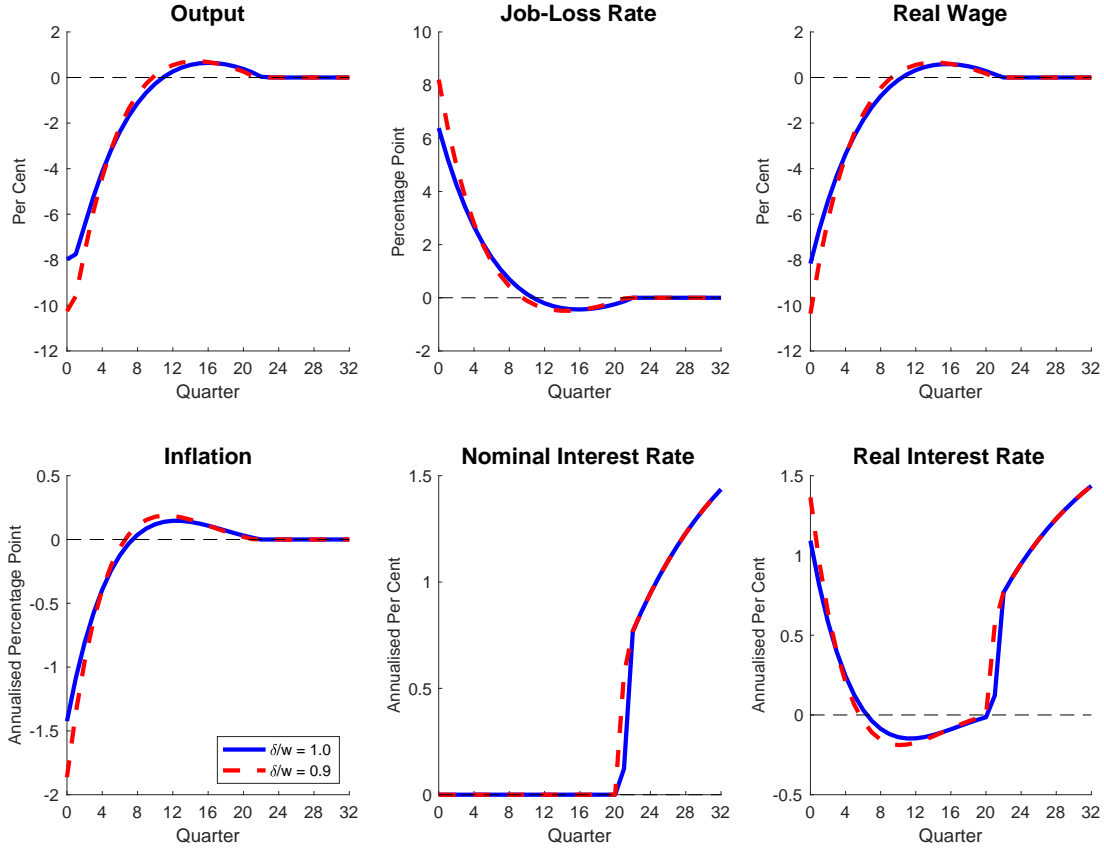 Output
Job-Loss Rate
Real Wage
Per Cent
2
0
-2
-4
-6
-8
-10
-12
0 4 8 12 16 20 24 28 32
Quarter
Percentage Point
10
8
6
4
2
0
-2
0 4 8 12 16 20 24 28 32
Quarter
Per Cent
2
0
-2
-4
-6
-8
-10
-12
0 4 8 12 16 20 24 28 32
Quarter
Inflation
Nominal Interest Rate
Real Interest Rate
Annualised Percentage Point
0.5
0
-0.5
-1
-1.5
-2
δ/w = 1.0
δ/w = 0.9
0 4 8 12 16 20 24 28 32
Quarter
Annualised Per Cent
1.5
1
0.5
0
0 4 8 12 16 20 24 28 32
Quarter
Annualised Per Cent
1.5
1
0.5
0
-0.5
0 4 8 12 16 20 24 28 32
Quarter